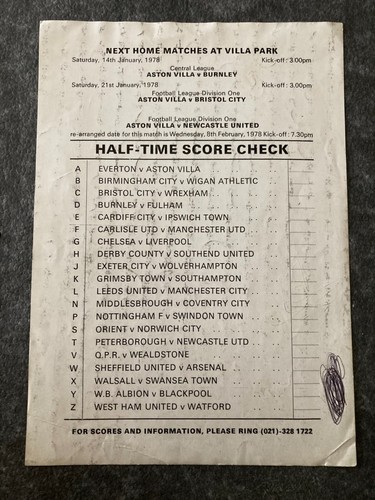 NEXT HOME MATCHES AT VILLA PARK
Saturday, 14th January, 1978 Kick-off: 3.00pm
Central League
ASTON VILLA v BURNLEY
Saturday, 21st January, 1978 Kick-off: 3.00pm
Football League Division One
ASTON VILLA v BRISTOL CITY
Football League Division One
ASTON VILLA v NEWCASTLE UNITED
re-arranged date for this match is Wednesday, 8th February, 1978 Kick-off: 7.30pm
HALF-TIME SCORE CHECK
A EVERTON v ASTON VILLA
B BIRMINGHAM CITY v WIGAN ATHLETIC
C BRISTOL CITY v WREXHAM
D BURNLEY v FULHAM
E CARDIFF CITY v IPSWICH TOWN
F CARLISLE UTD v MANCHESTER UTD
G CHELSEA v LIVERPOOL
H DERBY COUNTY v SOUTHEND UNITED
J EXETER CITY v WOLVERHAMPTON
K GRIMSBY TOWN v SOUTHAMPTON
L LEEDS UNITED v MANCHESTER CITY
N MIDDLESBROUGH v COVENTRY CITY
P NOTTINGHAM F v SWINDON TOWN
S ORIENT v NORWICH CITY
T PETERBOROUGH v NEWCASTLE UTD
V Q.P.R. v WEALDSTONE
W SHEFFIELD UNITED v ARSENAL
X WALSALL v SWANSEA TOWN
Y W.B. ALBION v BLACKPOOL
Z WEST HAM UNITED v WATFORD
FOR SCORES AND INFORMATION, PLEASE RING (021)-328 1722